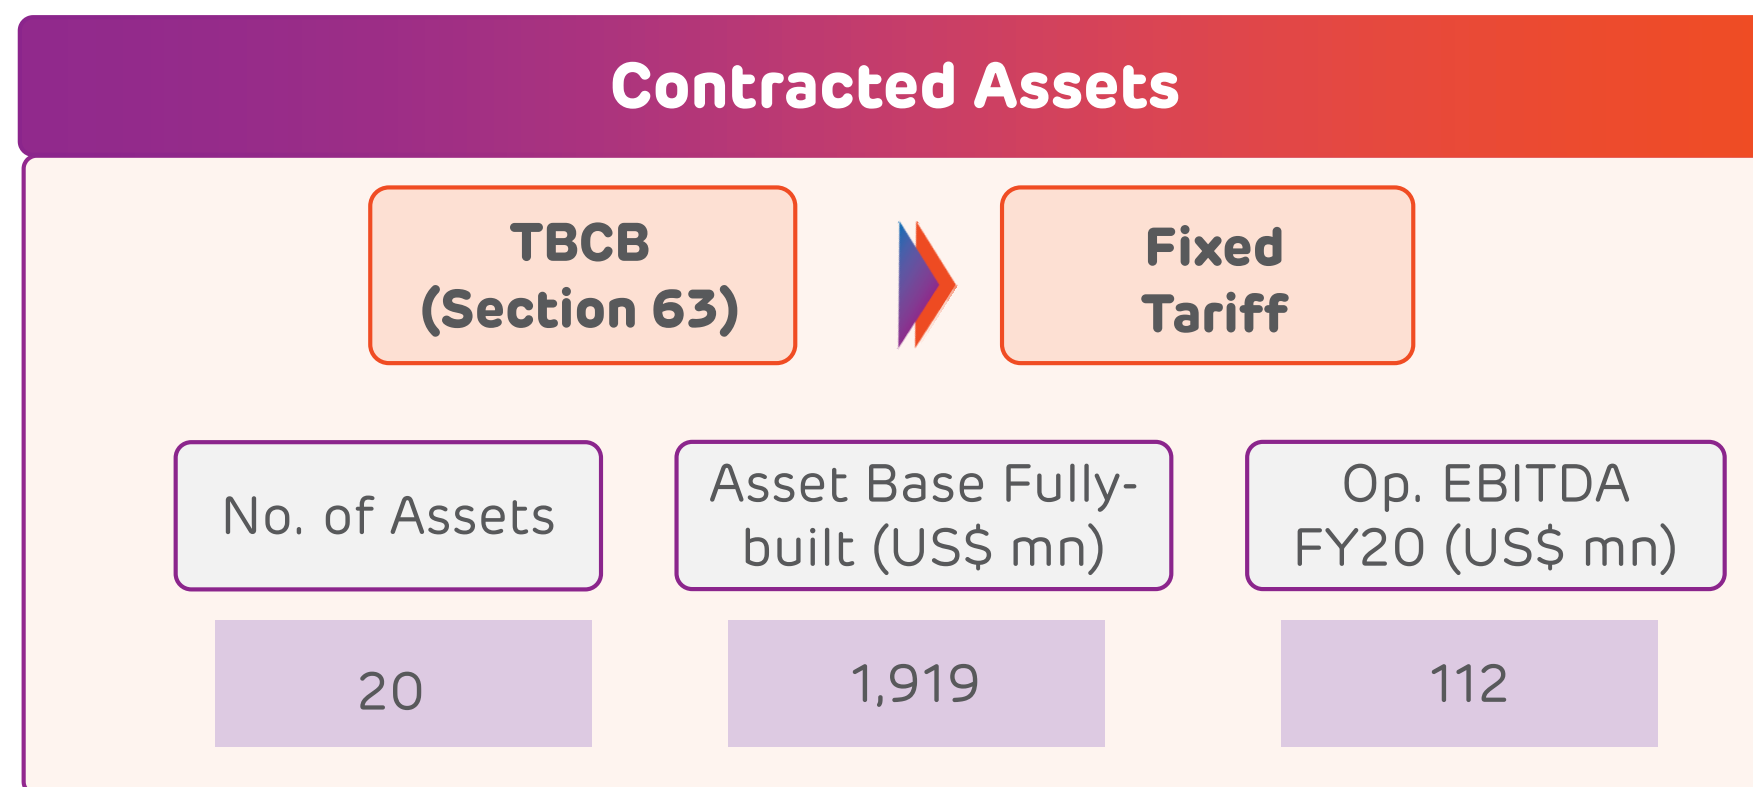 Contracted Assets
TBCB
(Section 63)
Fixed
Tariff
No. of Assets
Asset Base Fully-
built (US$ mn)
Op. EBITDA
FY20 (US$ mn)
20
1,919
112